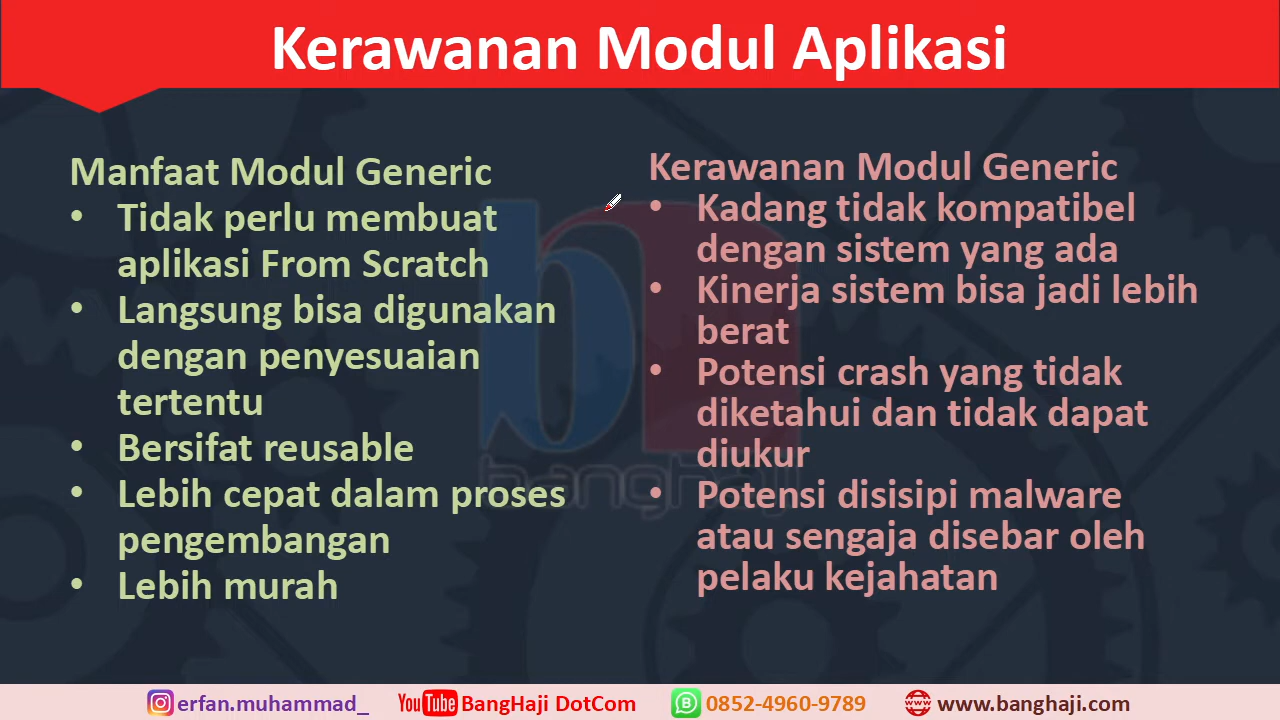 Kerawanan Modul Aplikasi
Manfaat Modul Generic
• Tidak perlu membuat
aplikasi From Scratch
• Langsung bisa digunakan
dengan penyesuaian
tertentu
• Bersifat reusable
• Lebih cepat dalam proses
pengembangan
• Lebih murah
Kerawanan Modul Generic
• Kadang tidak kompatibel
dengan sistem yang ada
• Kinerja sistem bisa jadi lebih
berat
• Potensi crash yang tidak
diketahui dan tidak dapat
diukur
• Potensi disisipi malware
atau sengaja disebar oleh
pelaku kejahatan
banghaji
erfan.muhammad_ YouTube BangHaji DotCom 0852-4960-9789 www.banghaji.com